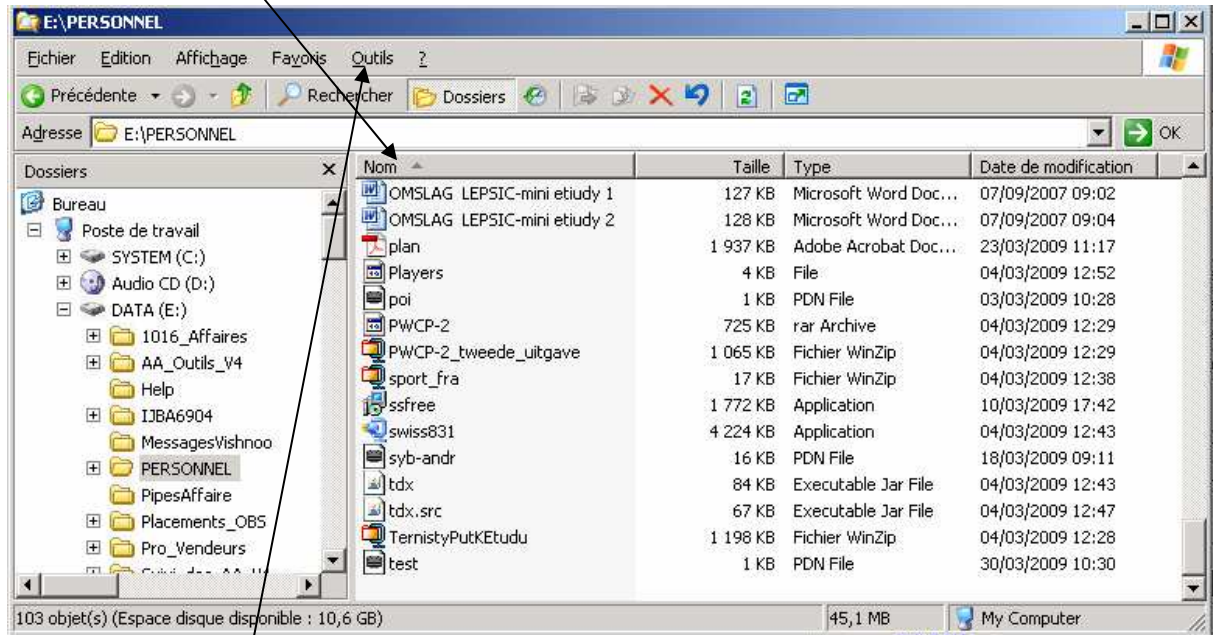 E:\PERSONNEL
Fichier Edition Affichage Favoris Outils ?
Précédente Rechercher Dossiers
Adresse E:\PERSONNEL OK
Dossiers
Bureau
Poste de travail
SYSTEM (C:)
Audio CD (D:)
DATA (E:)
1016_Affaires
AA_Outils_V4
Help
IJBA6904
MessagesVishnoo
PERSONNEL
PipesAffaire
Placements_OBS
Pro_Vendeurs
Nom Taille Type Date de modification
OMSLAG LEPSIC-mini etiudy 1 127 KB Microsoft Word Doc... 07/09/2007 09:02
OMSLAG LEPSIC-mini etiudy 2 128 KB Microsoft Word Doc... 07/09/2007 09:04
plan 1 937 KB Adobe Acrobat Doc... 23/03/2009 11:17
Players 4 KB File 04/03/2009 12:52
poi 1 KB PDN File 03/03/2009 10:28
PWCP-2 725 KB rar Archive 04/03/2009 12:29
PWCP-2_tweede_uitgave 1 065 KB Fichier WinZip 04/03/2009 12:29
sport_fra 17 KB Fichier WinZip 04/03/2009 12:38
ssfree 1 772 KB Application 10/03/2009 17:42
swiss831 4 224 KB Application 04/03/2009 12:43
syb-andr 16 KB PDN File 18/03/2009 09:11
tdx 84 KB Executable Jar File 04/03/2009 12:43
tdx.src 67 KB Executable Jar File 04/03/2009 12:47
TernistyPutKEtudu 1 198 KB Fichier WinZip 04/03/2009 12:28
test 1 KB PDN File 30/03/2009 10:30
103 objet(s) (Espace disque disponible : 10,6 GB) 45,1 MB My Computer